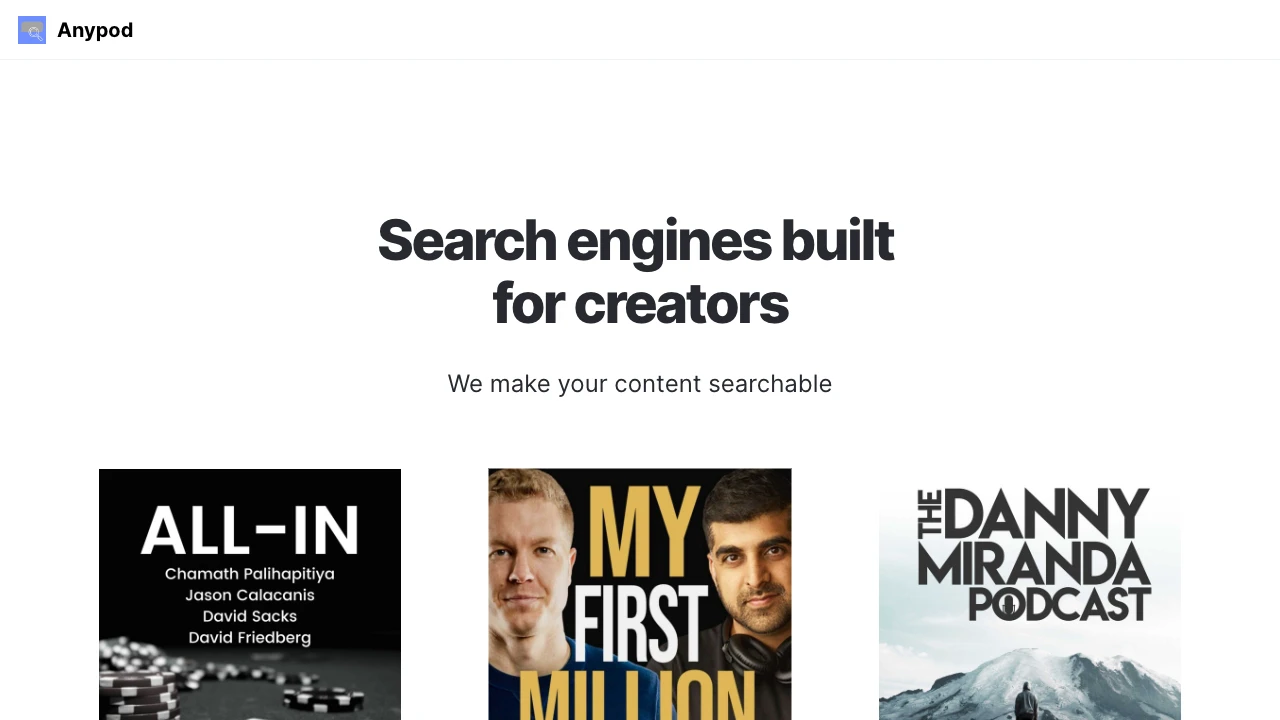 Anypod
Search engines built
for creators
We make your content searchable
ALL-IN
Chamath Palihapitiya
Jason Calacanis
David Sacks
David Friedberg
MY
FIRST
MILLION
THE DANNY
MIRANDA
PODCAST